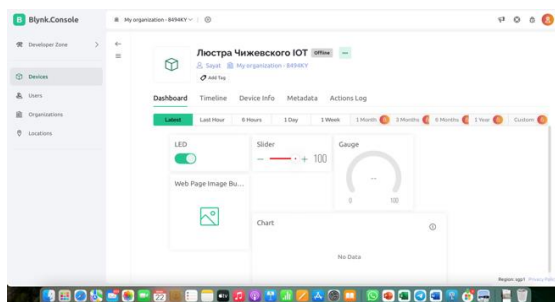 B Blynk.Console
My organization - 8494KY
Developer Zone
Devices
Users
Organizations
Locations
Люстра Чижевского IOT Offline
Sayat My organization - 8494KY
Add Tag
Dashboard Timeline Device Info Metadata Actions Log
Latest Last Hour 6 Hours 1 Day 1 Week 1 Month 3 Months 6 Months 1 Year Custom
LED
Slider
Gauge
− + 100
--
0 100
Web Page Image Bu...
Chart
No Data
Region: sgp1 Privacy Policy